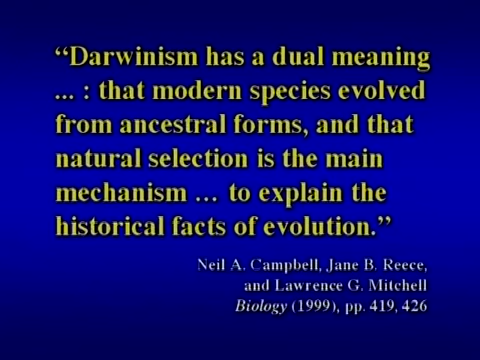 “Darwinism has a dual meaning
... : that modern species evolved
from ancestral forms, and that
natural selection is the main
mechanism … to explain the
historical facts of evolution.”
Neil A. Campbell, Jane B. Reece,
and Lawrence G. Mitchell
Biology (1999), pp. 419, 426